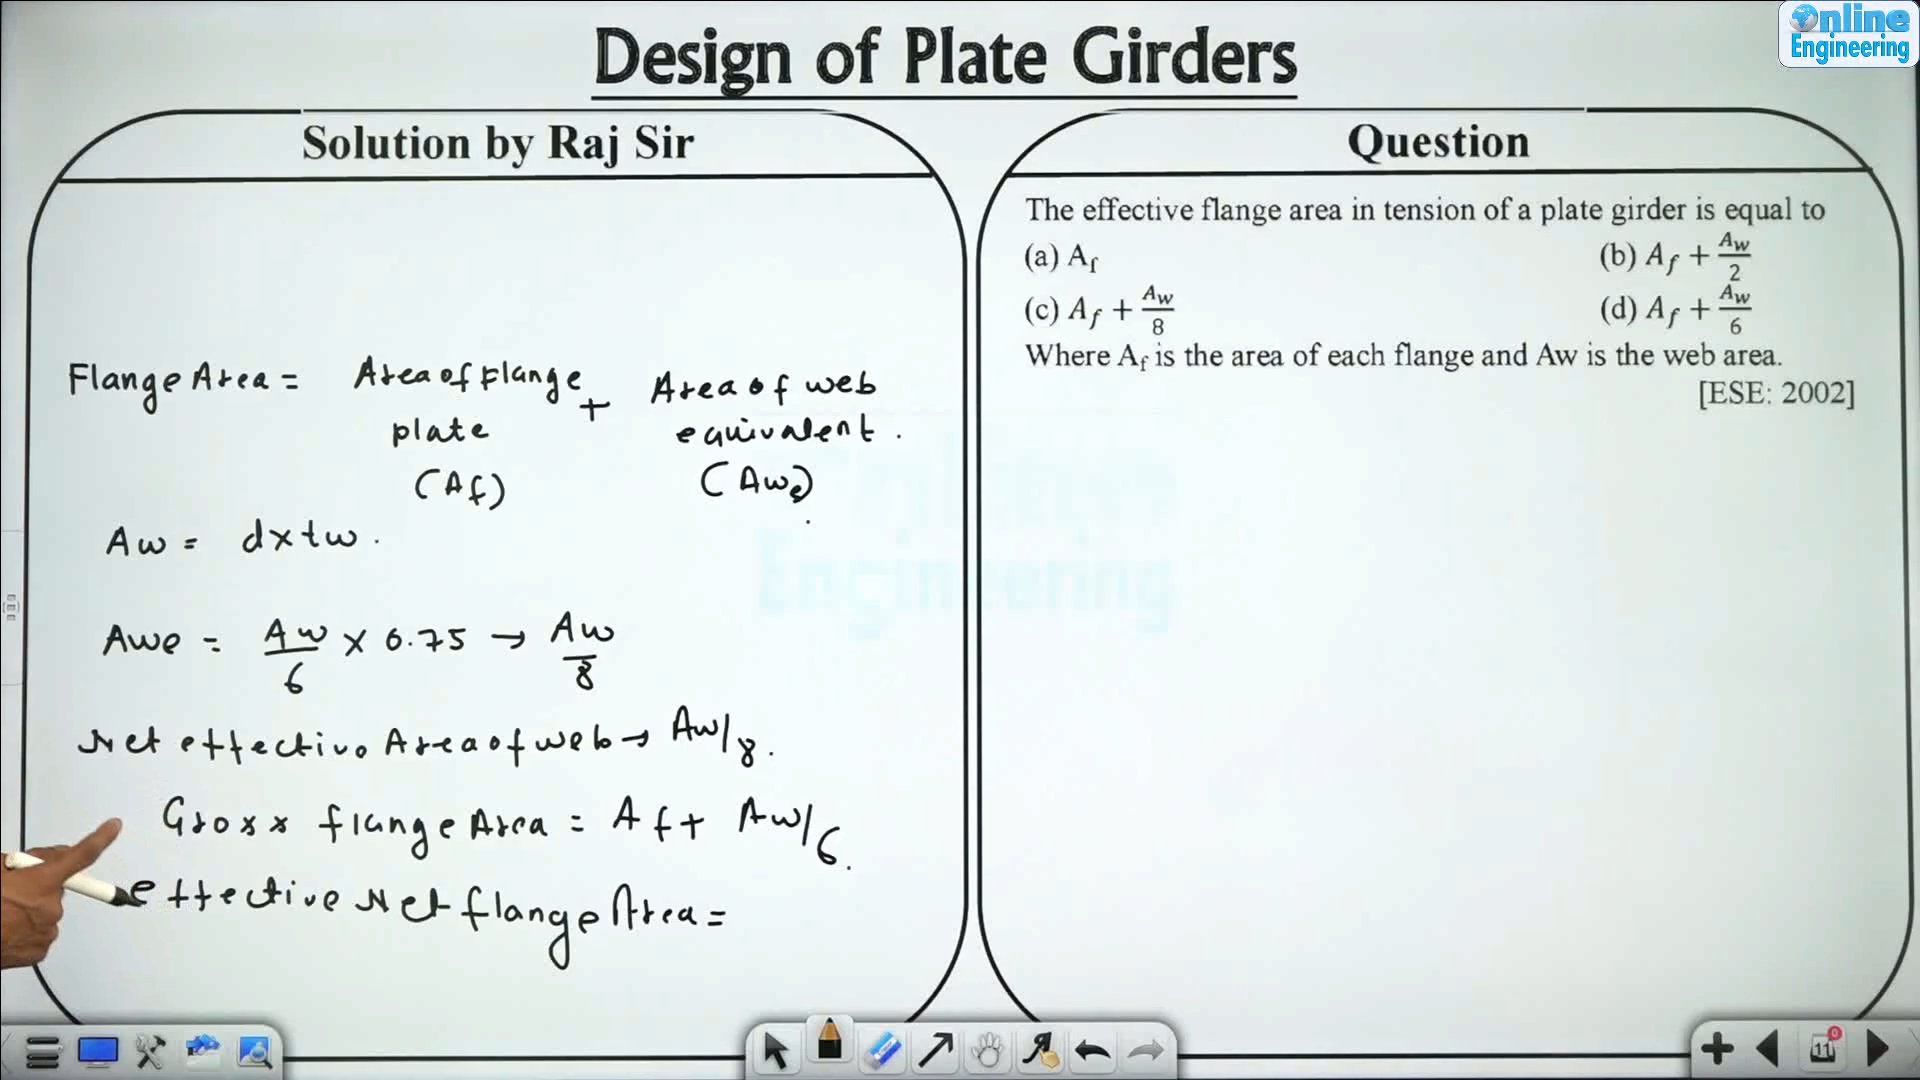 Design of Plate Girders
Online
Engineering
Solution by Raj Sir
Flange Area = Area of Flange plate (Af) + Area of web equivalent. (Awe)
Aw = d x tw.
Awe = Aw/6 x 0.75 → Aw/8
Net effective Area of web → Aw/8.
Gross flange Area = Af + Aw/6.
effective Net flange Area =
Question
The effective flange area in tension of a plate girder is equal to
(a) Af (b) Af + Aw/2
(c) Af + Aw/8 (d) Af + Aw/6
Where Af is the area of each flange and Aw is the web area.
[ESE: 2002]
Engineering
11
0